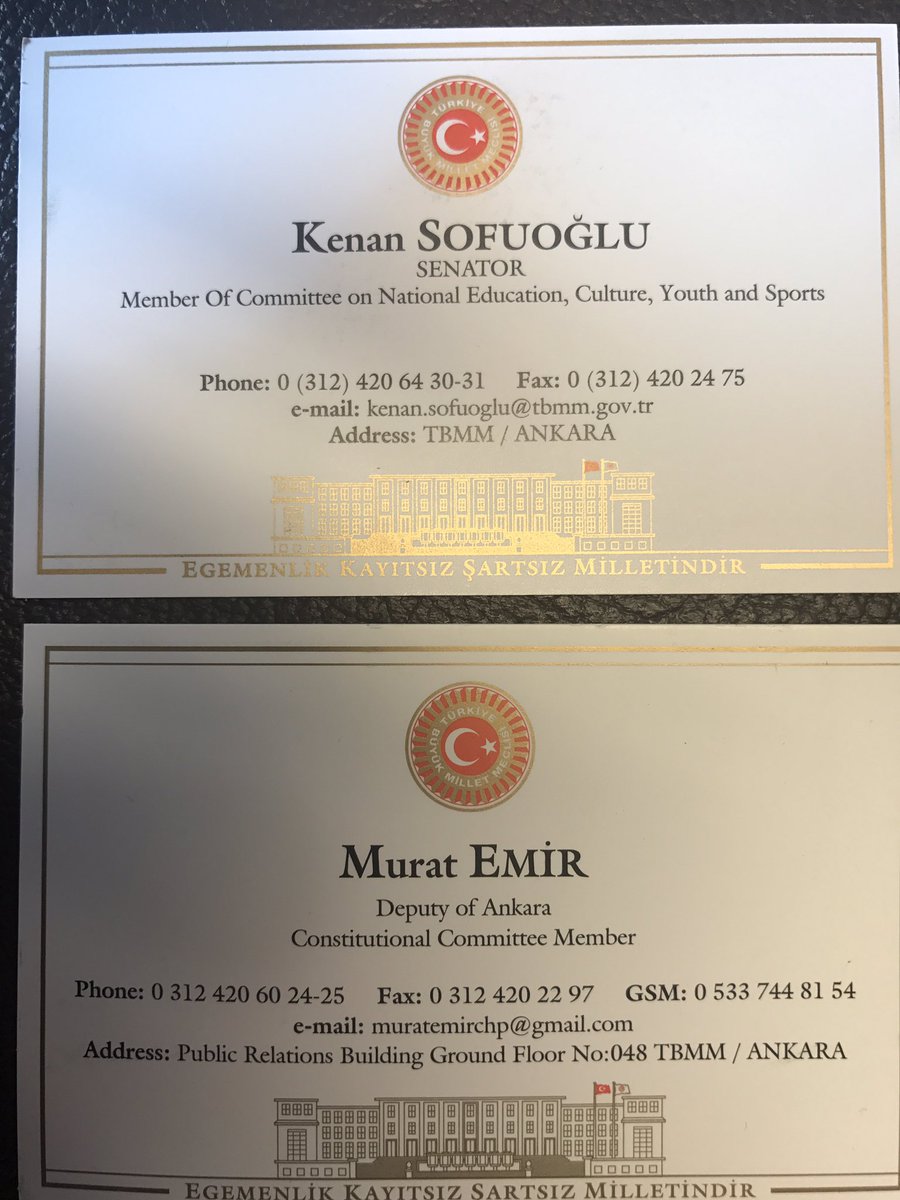 TÜRKİYE BÜYÜK MİLLET MECLİSİ
Kenan SOFUOĞLU
SENATOR
Member Of Committee on National Education, Culture, Youth and Sports
Phone: 0 (312) 420 64 30-31 Fax: 0 (312) 420 24 75
e-mail: kenan.sofuoglu@tbmm.gov.tr
Address: TBMM / ANKARA
EGEMENLİK KAYITSIZ ŞARTSIZ MİLLETİNDİR
TÜRKİYE BÜYÜK MİLLET MECLİSİ
Murat EMİR
Deputy of Ankara
Constitutional Committee Member
Phone: 0 312 420 60 24-25 Fax: 0 312 420 22 97 GSM: 0 533 744 81 54
e-mail: muratemirchp@gmail.com
Address: Public Relations Building Ground Floor No:048 TBMM / ANKARA
EGEMENLİK KAYITSIZ ŞARTSIZ MİLLETİNDİR